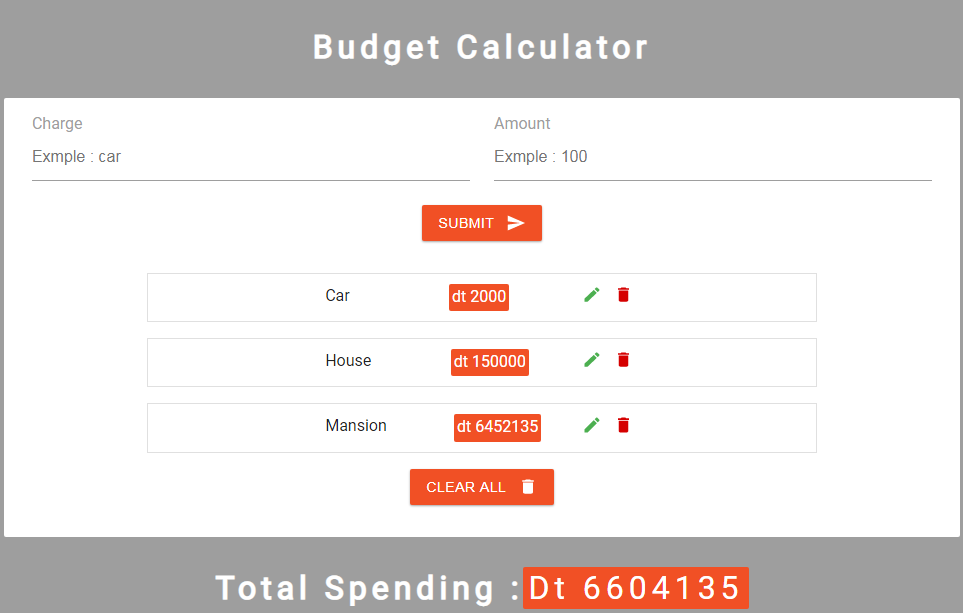 Budget Calculator
Charge Amount
Exmple : car Exmple : 100
SUBMIT
Car dt 2000
House dt 150000
Mansion dt 6452135
CLEAR ALL
Total Spending : Dt 6604135